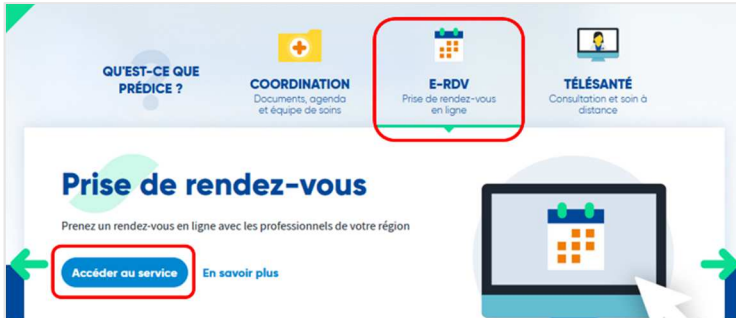 QU'EST-CE QUE
PRÉDICE ?
COORDINATION
Documents, agenda
et équipe de soins
E-RDV
Prise de rendez-vous
en ligne
TÉLÉSANTÉ
Consultation et soin à
distance
Prise de rendez-vous
Prenez un rendez-vous en ligne avec les professionnels de votre région
Accéder au service
En savoir plus